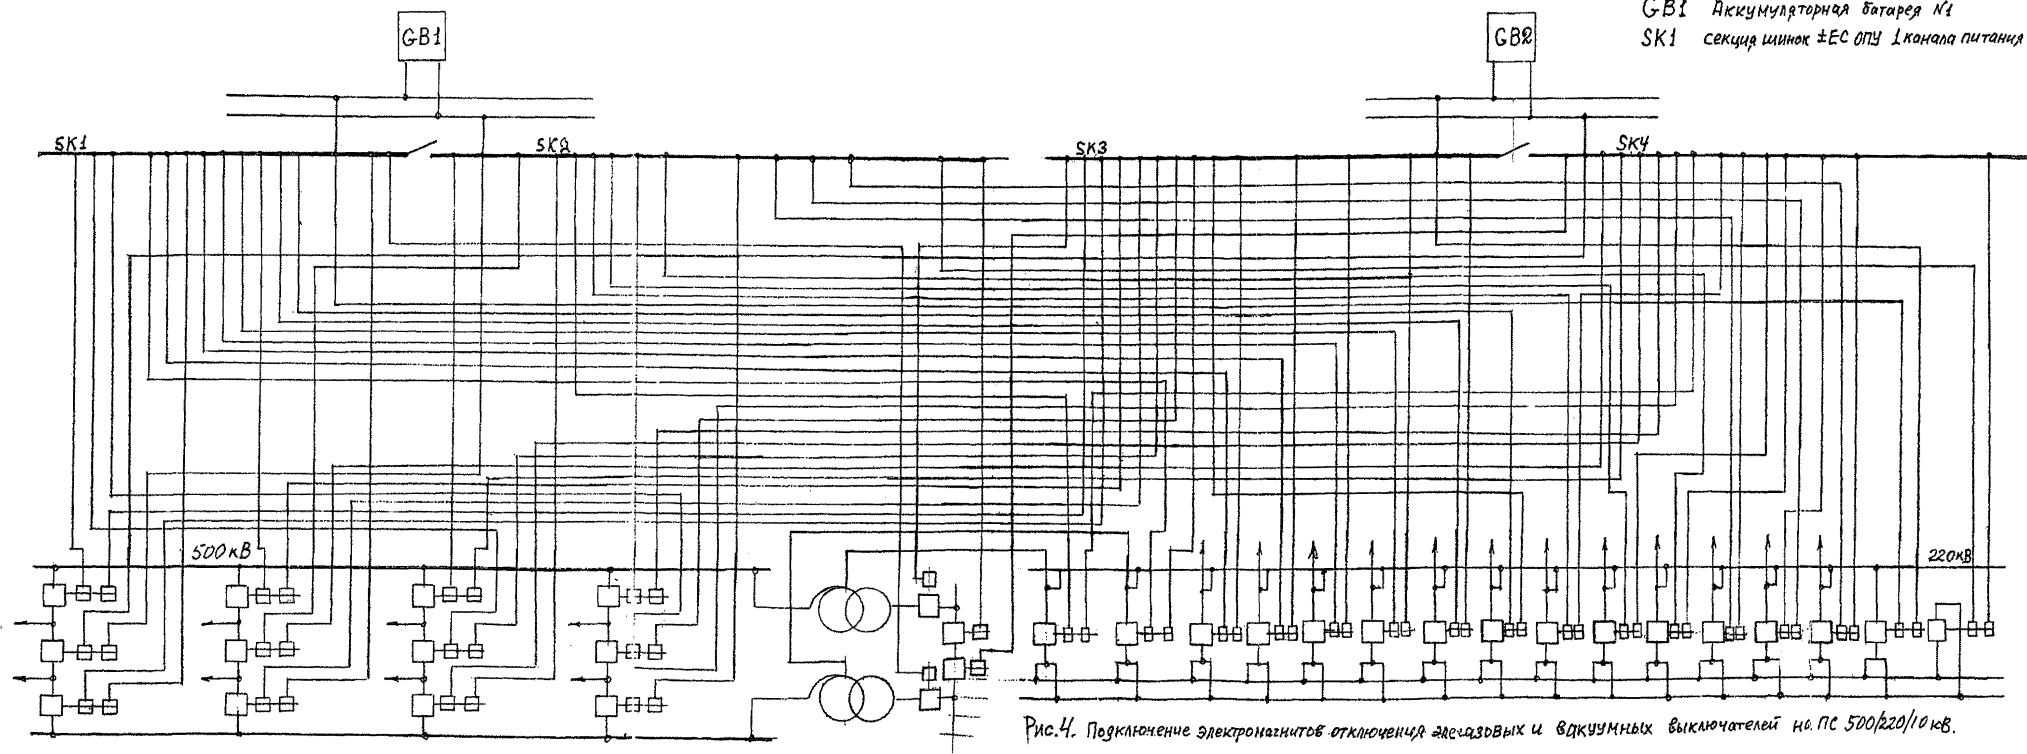 GB1 GB2 GB1 Аккумуляторная батарея №1
SK1 секция шинок ±ЕС ОПУ 1 канала питания
SK1 SK2 SK3 SK4
500кВ 220кВ
Рис.4. Подключение электромагнитов отключения элегазовых и вакуумных выключателей на ПС 500/220/10 кВ.